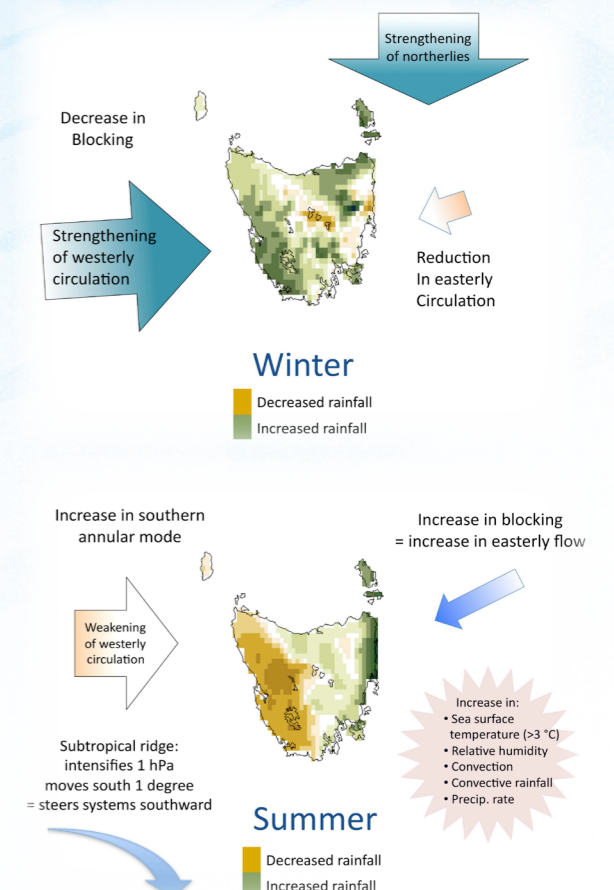 Strengthening
of northerlies
Decrease in
Blocking
Strengthening
of westerly
circulation
Reduction
In easterly
Circulation
Winter
Decreased rainfall
Increased rainfall
Increase in southern
annular mode
Increase in blocking
= increase in easterly flow
Weakening
of westerly
circulation
Subtropical ridge:
intensifies 1 hPa
moves south 1 degree
= steers systems southward
Increase in:
• Sea surface
temperature (>3 °C)
• Relative humidity
• Convection
• Convective rainfall
• Precip. rate
Summer
Decreased rainfall
Increased rainfall